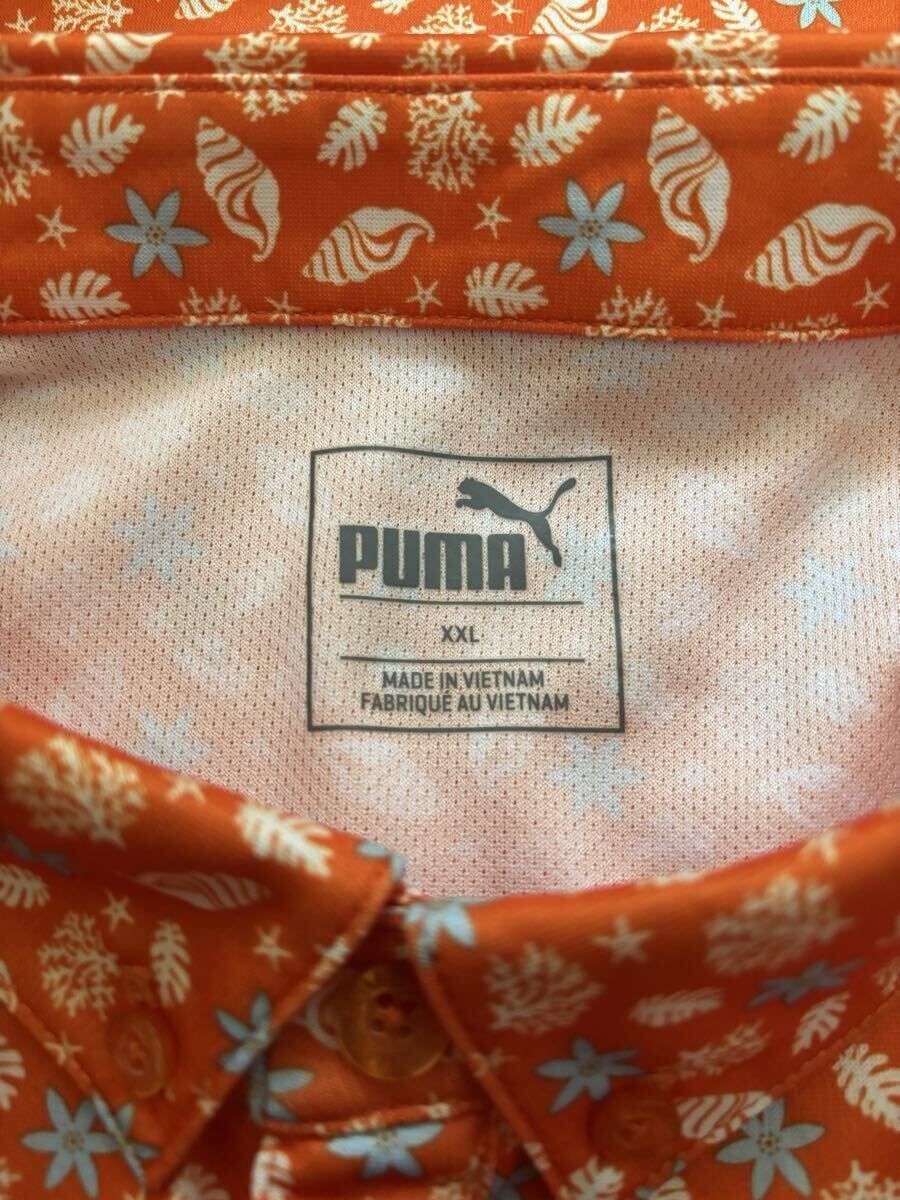 PUMA
XXL
MADE IN VIETNAM
FABRIQUÉ AU VIETNAM